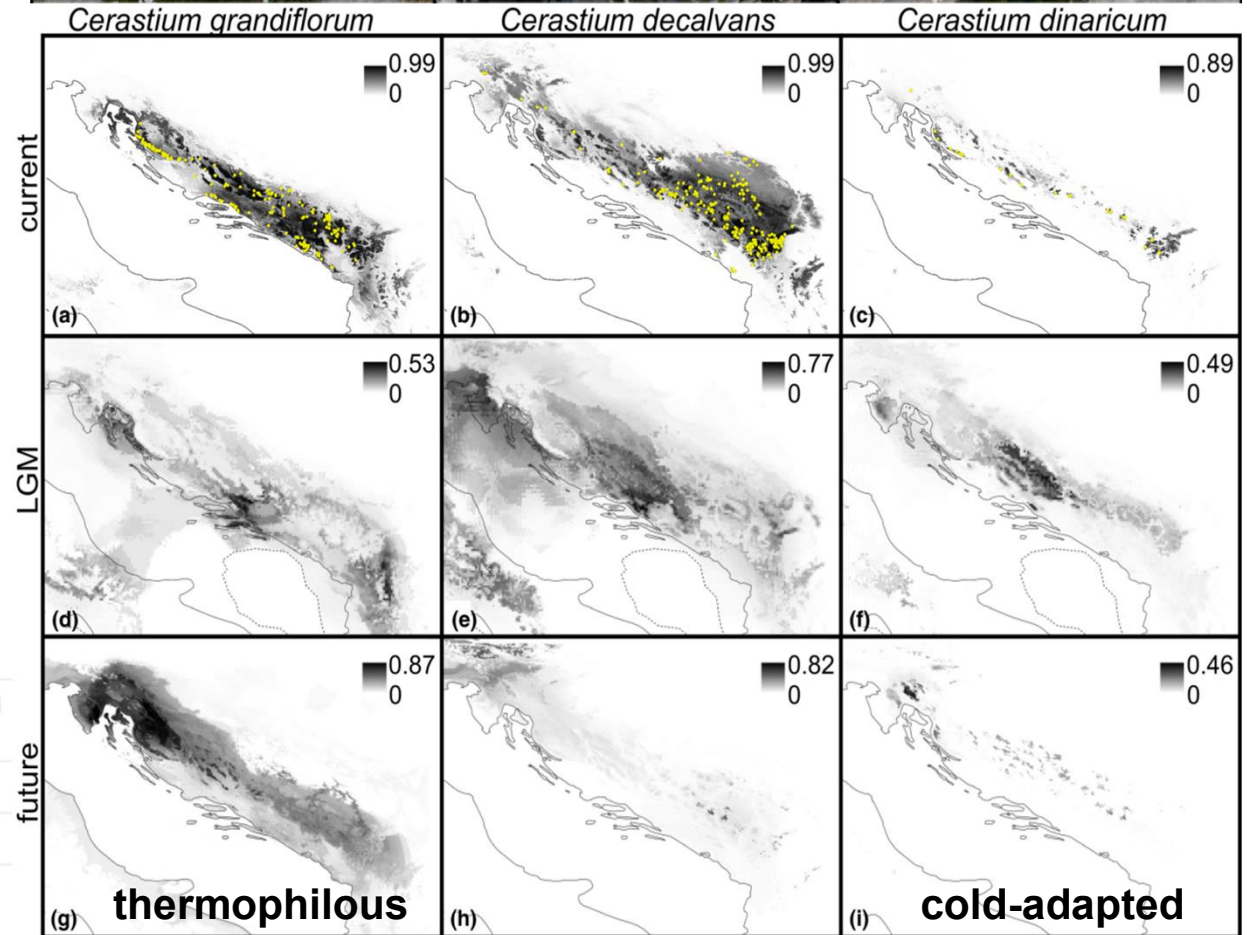 Cerastium grandiflorum Cerastium decalvans Cerastium dinaricum
current
0.99
0
(a)
0.99
0
(b)
0.89
0
(c)
LGM
0.53
0
(d)
0.77
0
(e)
0.49
0
(f)
future
0.87
0
(g) thermophilous
0.82
0
(h)
0.46
0
(i) cold-adapted